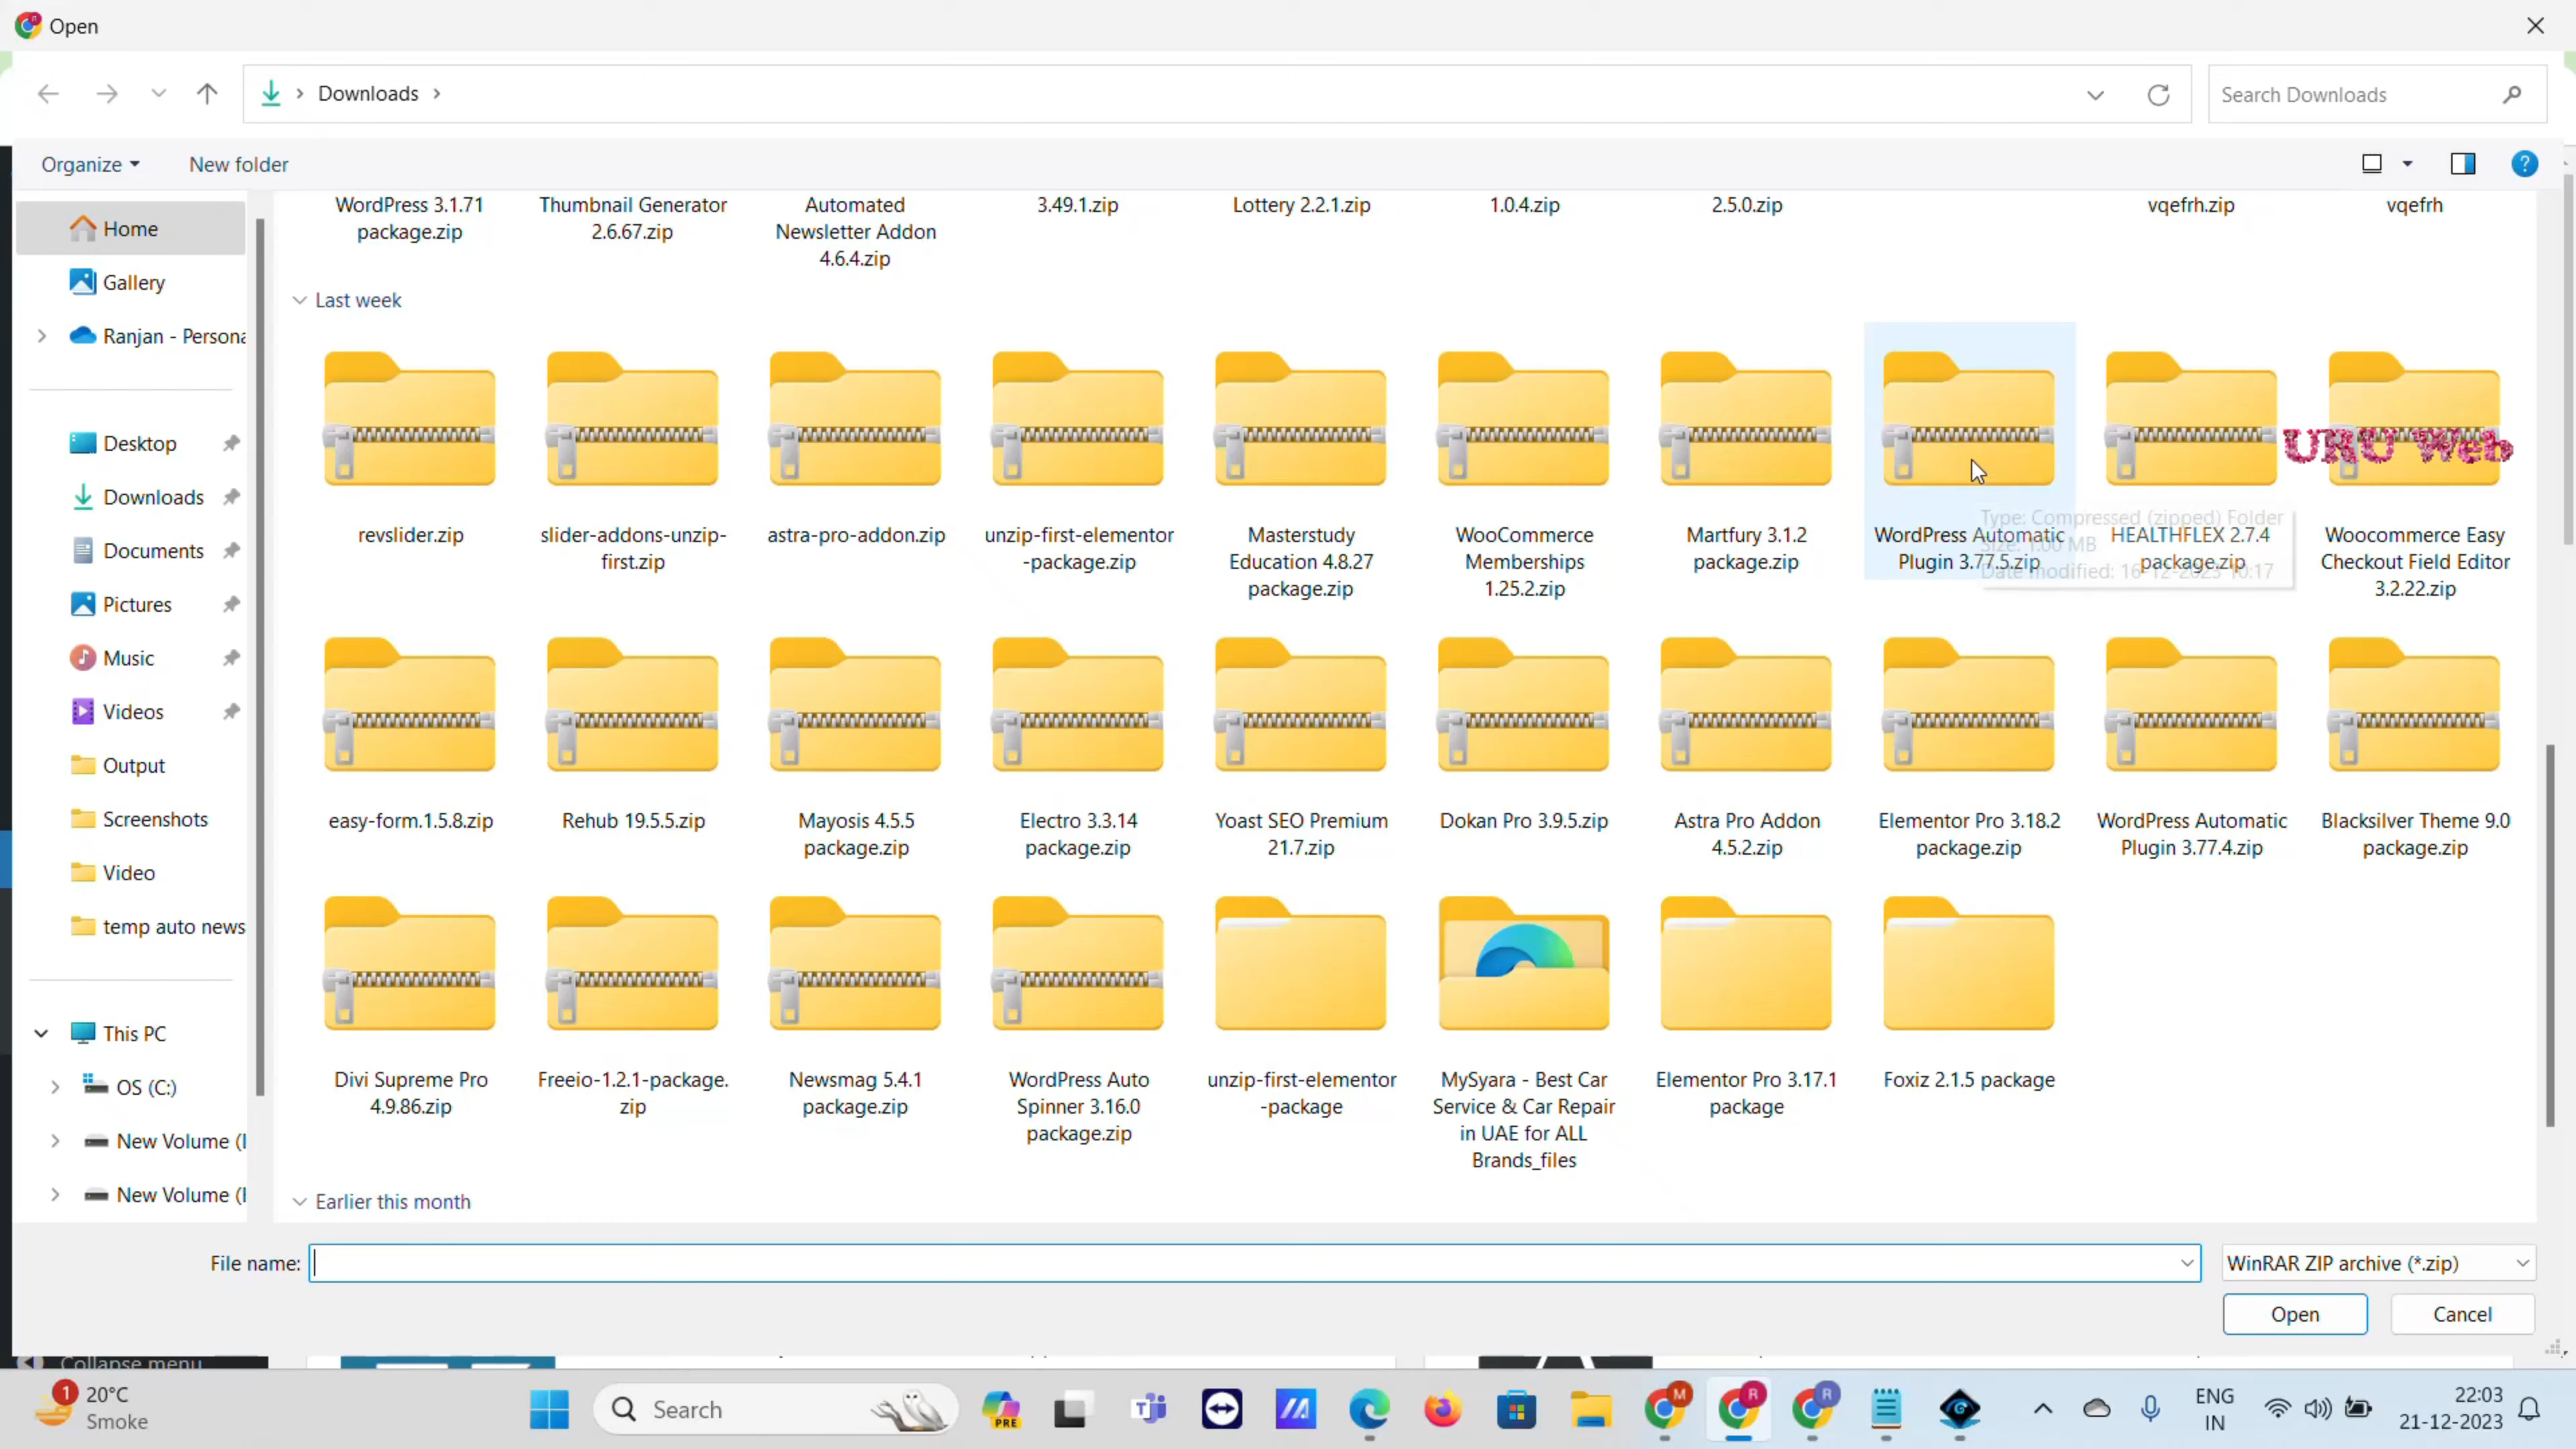 Open
Downloads
Search Downloads
Organize
New folder
Home
Gallery
Ranjan - Persona
Desktop
Downloads
Documents
Pictures
Music
Videos
Output
Screenshots
Video
temp auto news
This PC
OS (C:)
New Volume (
New Volume (
WordPress 3.1.71
package.zip
Thumbnail Generator
2.6.67.zip
Automated
Newsletter Addon
4.6.4.zip
3.49.1.zip
Lottery 2.2.1.zip
1.0.4.zip
2.5.0.zip
vqefrh.zip
vqefrh
Last week
revslider.zip
slider-addons-unzip-
first.zip
astra-pro-addon.zip
unzip-first-elementor
-package.zip
Masterstudy
Education 4.8.27
package.zip
WooCommerce
Memberships
1.25.2.zip
Martfury 3.1.2
package.zip
WordPress Automatic
Plugin 3.77.5.zip
HEALTHFLEX 2.7.4
package.zip
Woocommerce Easy
Checkout Field Editor
3.2.22.zip
URU Web
Type: Compressed (zipped) Folder
Size: 1.00 MB
Date modified: 16-12-2023 10:17
easy-form.1.5.8.zip
Rehub 19.5.5.zip
Mayosis 4.5.5
package.zip
Electro 3.3.14
package.zip
Yoast SEO Premium
21.7.zip
Dokan Pro 3.9.5.zip
Astra Pro Addon
4.5.2.zip
Elementor Pro 3.18.2
package.zip
WordPress Automatic
Plugin 3.77.4.zip
Blacksilver Theme 9.0
package.zip
Divi Supreme Pro
4.9.86.zip
Freeio-1.2.1-package.
zip
Newsmag 5.4.1
package.zip
WordPress Auto
Spinner 3.16.0
package.zip
unzip-first-elementor
-package
MySyara - Best Car
Service & Car Repair
in UAE for ALL
Brands_files
Elementor Pro 3.17.1
package
Foxiz 2.1.5 package
Earlier this month
File name:
WinRAR ZIP archive (*.zip)
Open
Cancel
Collapse menu
1
20°C
Smoke
Search
PRE
M
R
R
ENG
IN
22:03
21-12-2023